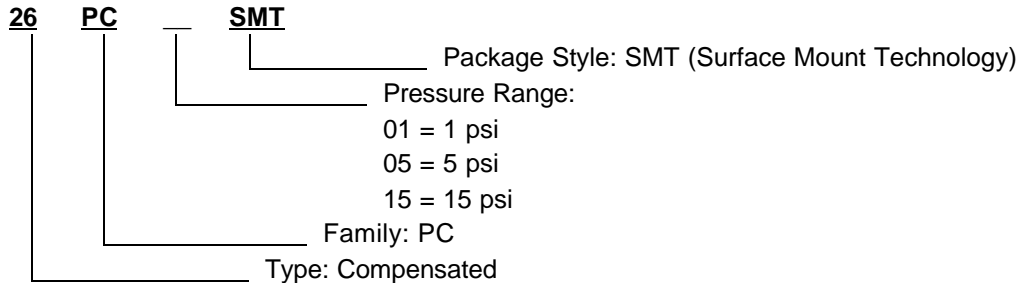 26 PC __ SMT
Package Style: SMT (Surface Mount Technology)
Pressure Range:
01 = 1 psi
05 = 5 psi
15 = 15 psi
Family: PC
Type: Compensated